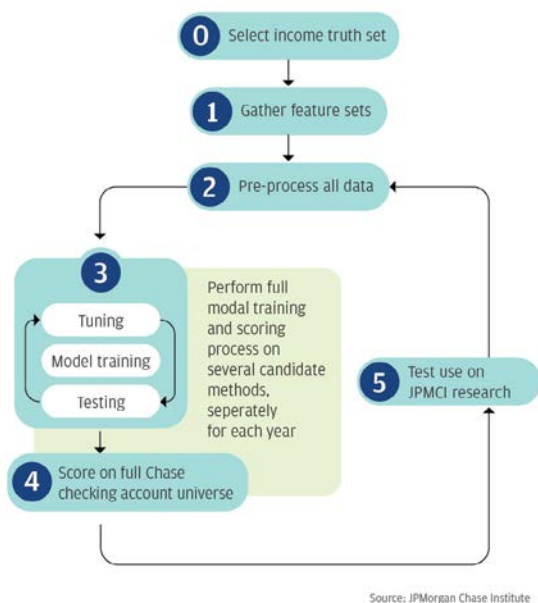 0 Select income truth set
1 Gather feature sets
2 Pre-process all data
3
Tuning
Model training
Testing
Perform full
modal training
and scoring
process on
several candidate
methods,
seperately
for each year
4 Score on full Chase
checking account universe
5 Test use on
JPMCI research
Source: JPMorgan Chase Institute